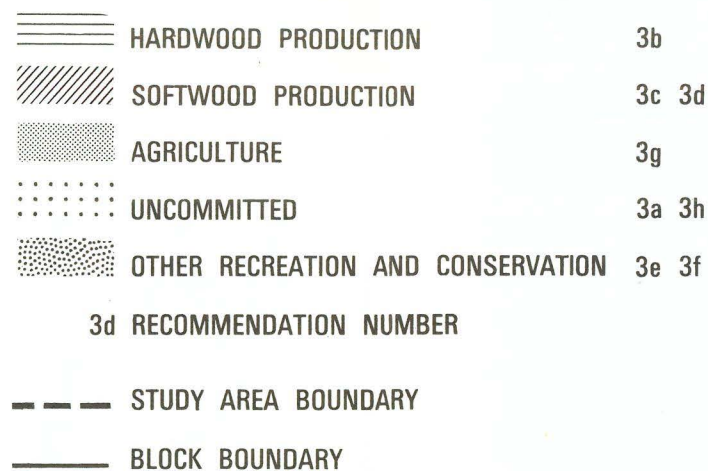 HARDWOOD PRODUCTION 3b
SOFTWOOD PRODUCTION 3c 3d
AGRICULTURE 3g
UNCOMMITTED 3a 3h
OTHER RECREATION AND CONSERVATION 3e 3f
3d RECOMMENDATION NUMBER
STUDY AREA BOUNDARY
BLOCK BOUNDARY